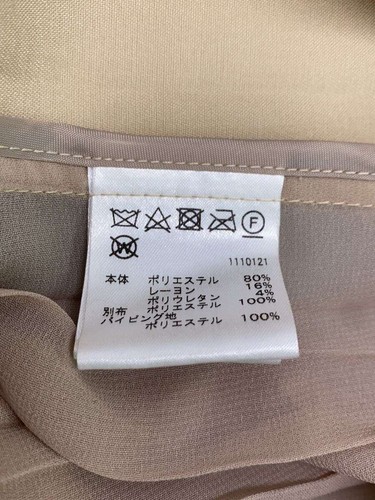 F
W
1110121
本体 ポリエステル 80%
レーヨン 16%
ポリウレタン 4%
別布 ポリエステル 100%
パイピング地
ポリエステル 100%